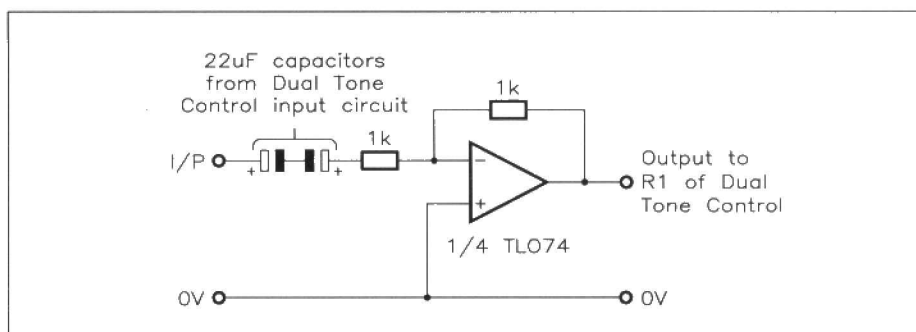 22uF capacitors
from Dual Tone
Control input circuit
1k
1k
I/P
+
+
−
+
Output to
R1 of Dual
Tone Control
1/4 TL074
0V
0V